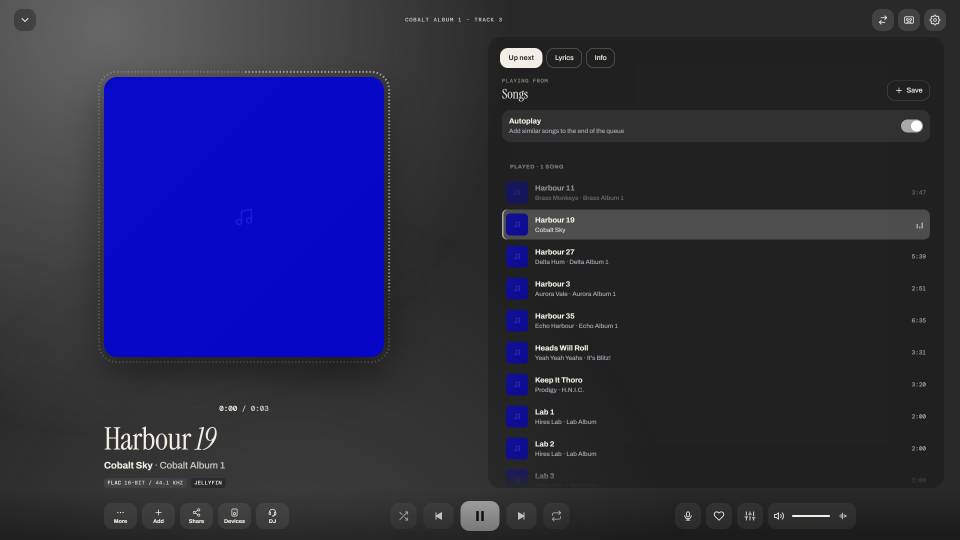 COBALT ALBUM 1 · TRACK 3
Up next
Lyrics
Info
PLAYING FROM
Songs
Save
Autoplay
Add similar songs to the end of the queue
PLAYED · 1 SONG
Harbour 11
Brass Monkeys · Brass Album 1
3:47
Harbour 19
Cobalt Sky
Harbour 27
Delta Hum · Delta Album 1
5:39
Harbour 3
Aurora Vale · Aurora Album 1
2:51
Harbour 35
Echo Harbour · Echo Album 1
6:35
Heads Will Roll
Yeah Yeah Yeahs · It's Blitz!
3:31
Keep It Thoro
Prodigy · H.N.I.C.
3:20
Lab 1
Hires Lab · Lab Album
2:00
Lab 2
Hires Lab · Lab Album
2:00
Lab 3
0:00 / 0:03
Harbour 19
Cobalt Sky · Cobalt Album 1
FLAC 16-BIT / 44.1 KHZ
JELLYFIN
More
Add
Share
Devices
DJ